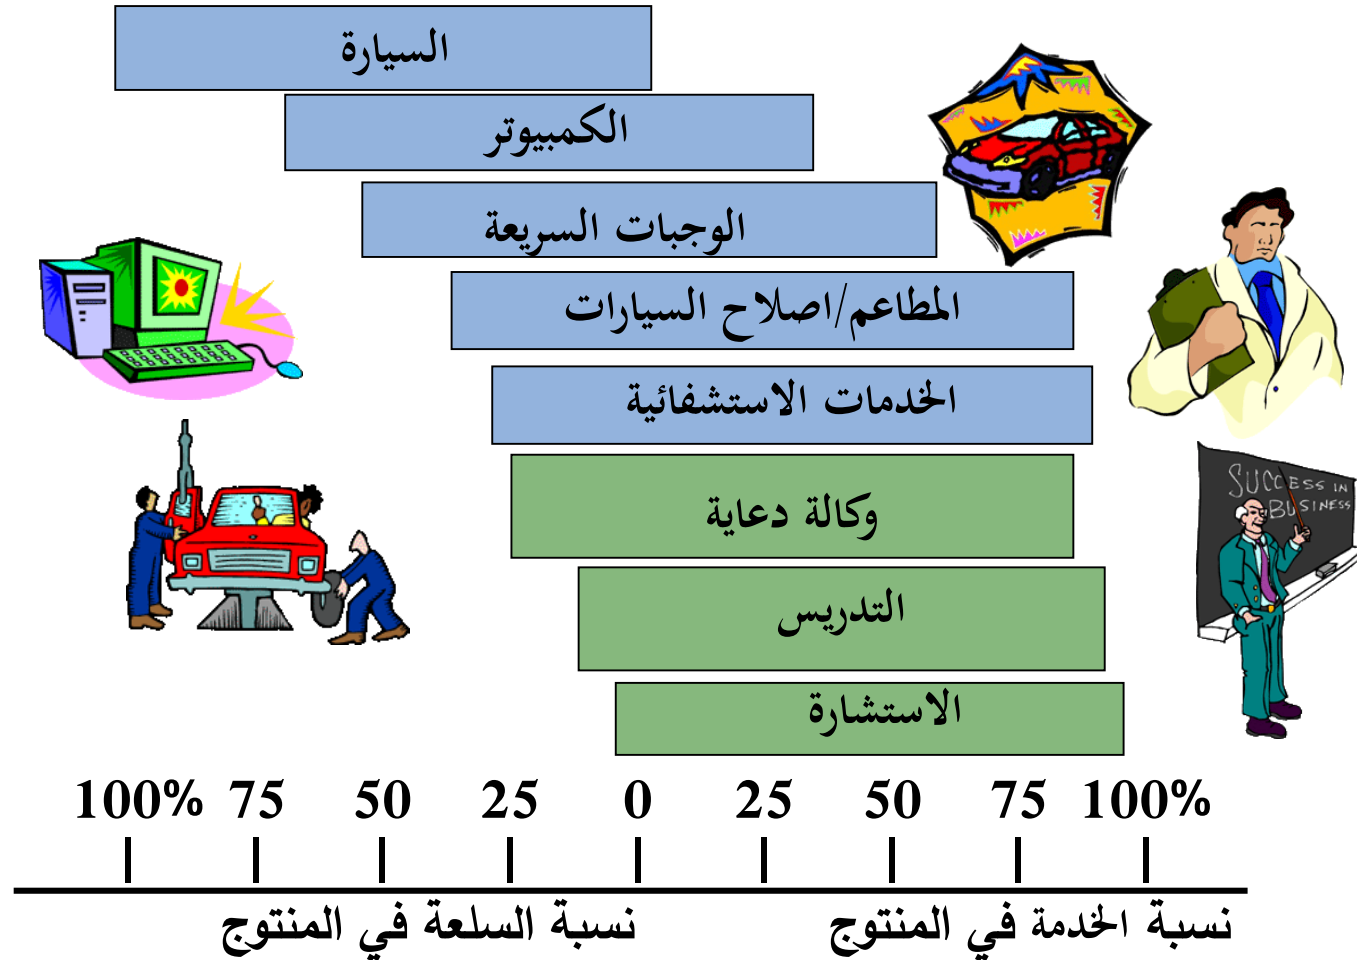 السيارة
الكمبيوتر
الوجبات السريعة
المطاعم/اصلاح السيارات
الخدمات الاستشفائية
وكالة دعاية
SUCCESS IN
BUSINESS
التدريس
الاستشارة
100% 75 50 25 0 25 50 75 100%
نسبة الخدمة في المنتوج
نسبة السلعة في المنتوج